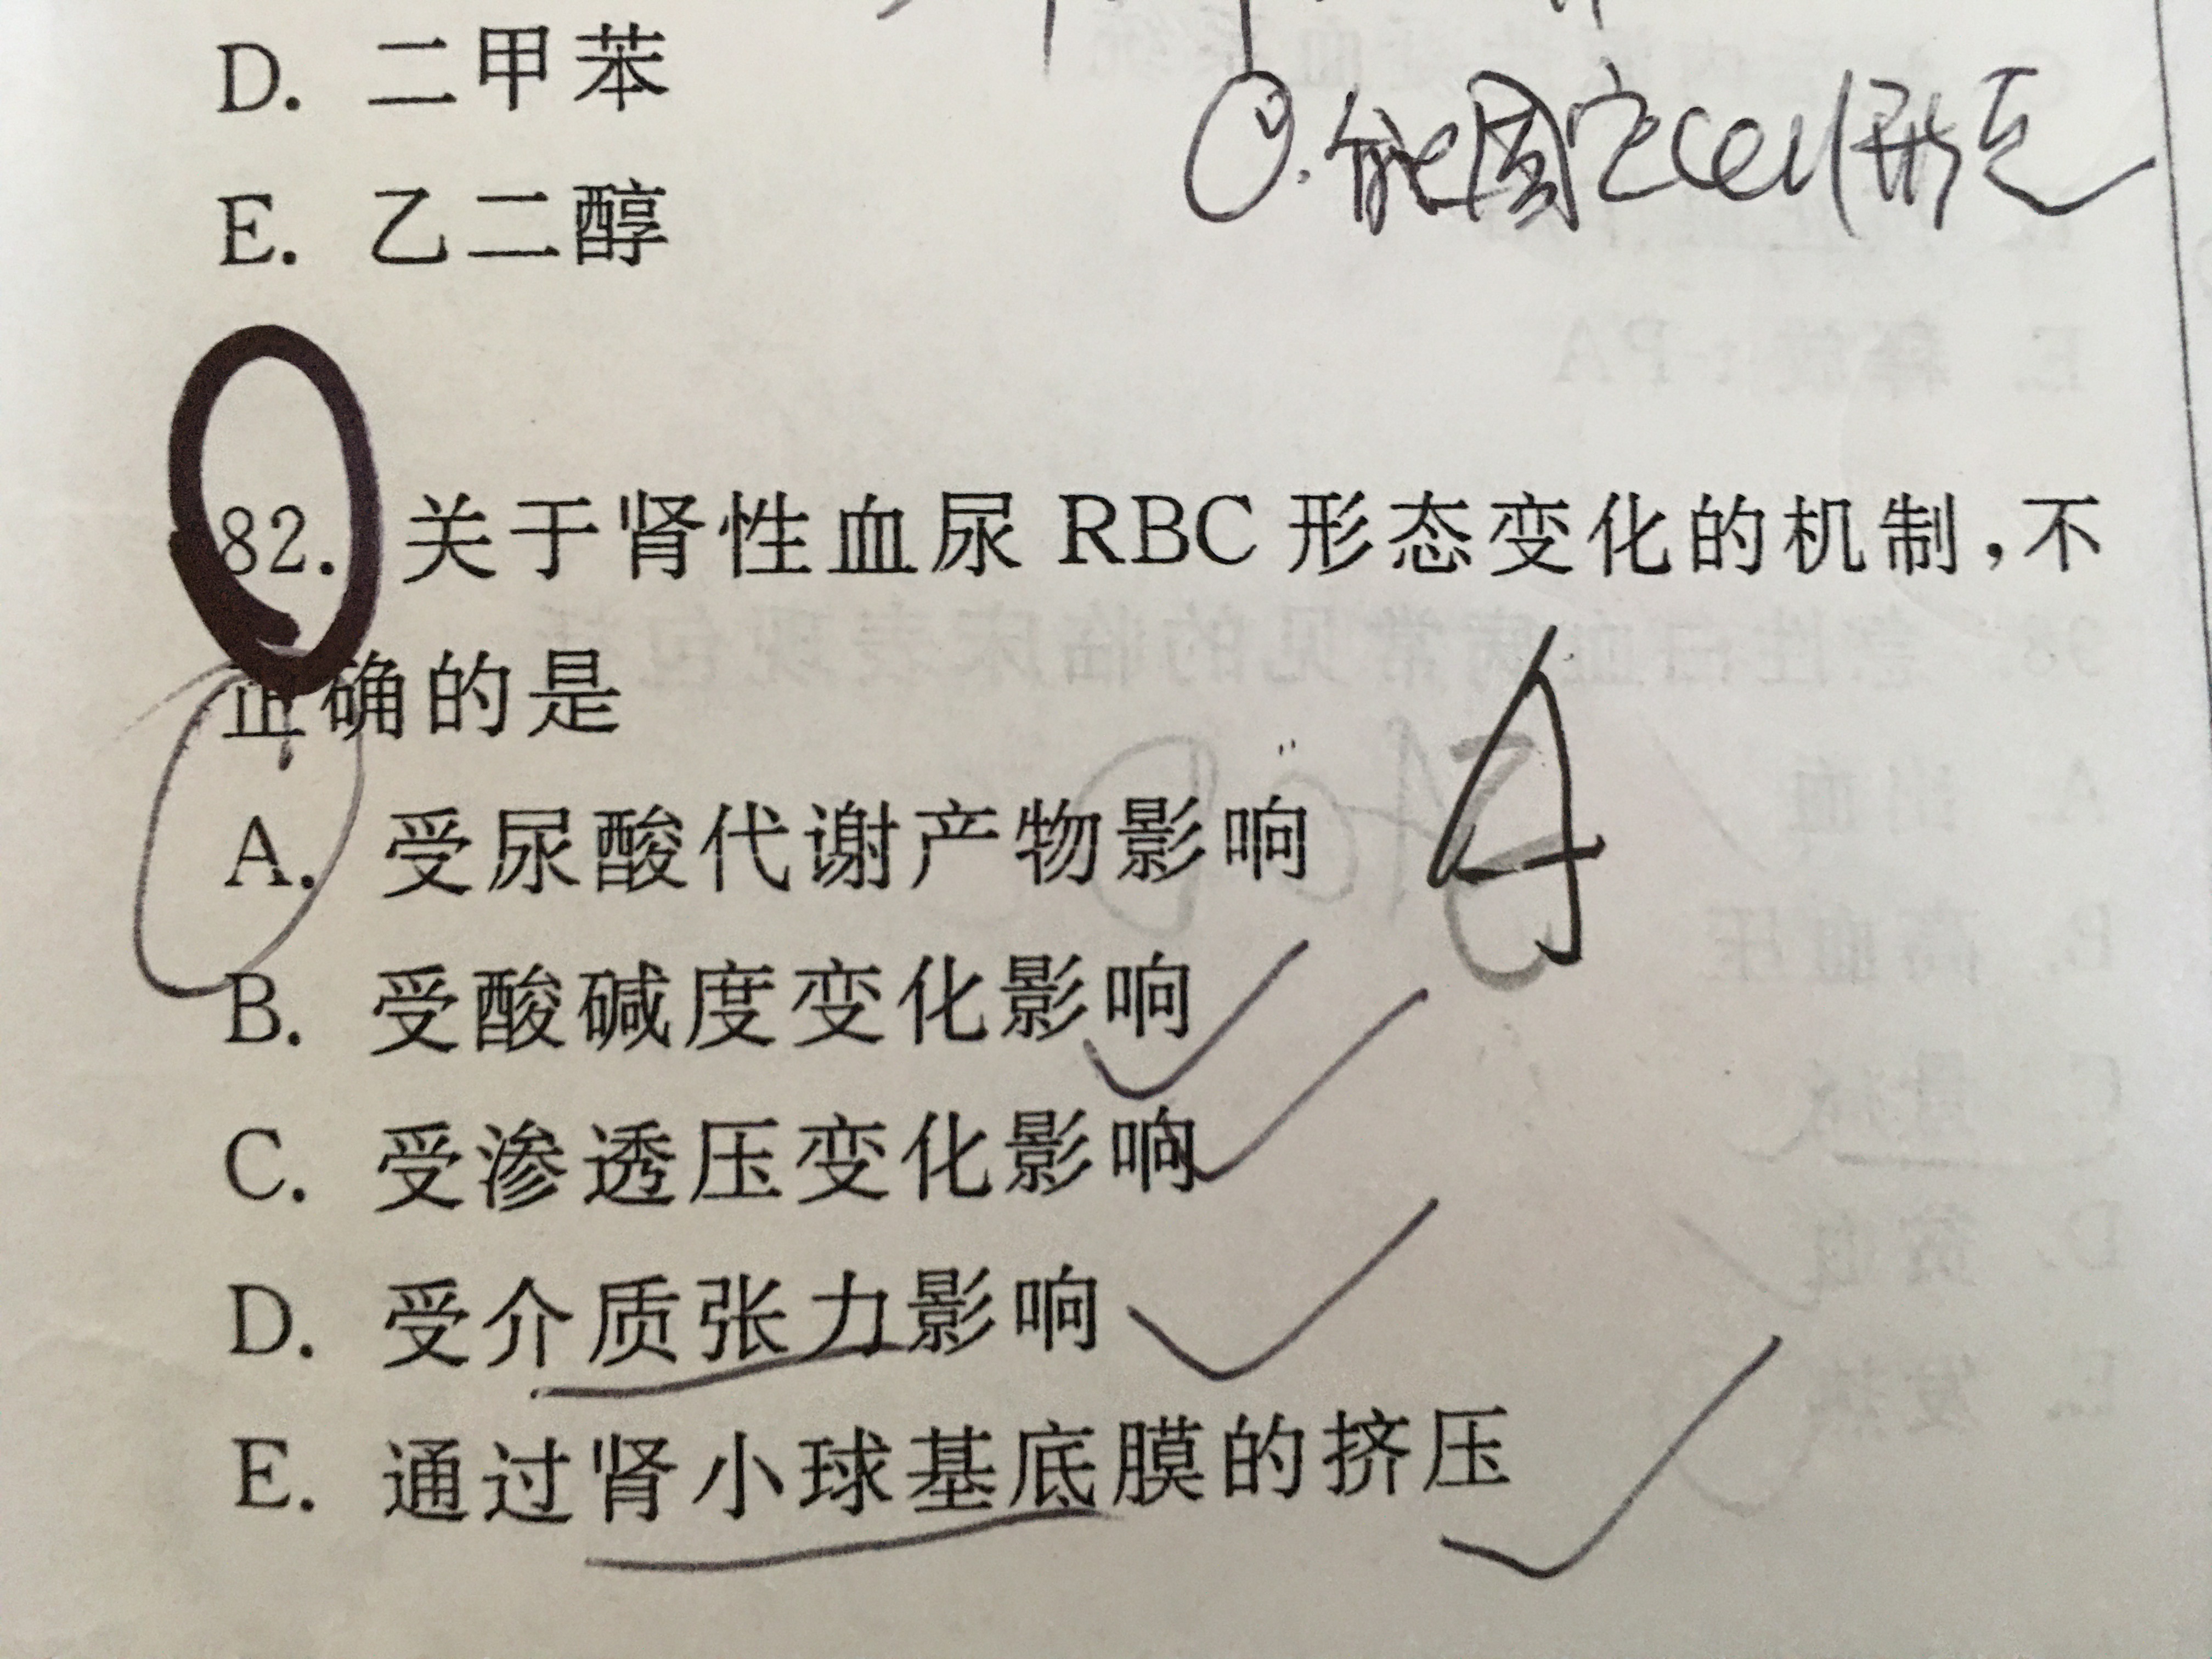 D. 二甲苯
②.能固定cell形态
E. 乙二醇
82. 关于肾性血尿 RBC 形态变化的机制,不
正确的是
A. 受尿酸代谢产物影响
A
B. 受酸碱度变化影响
C. 受渗透压变化影响
D. 受介质张力影响
E. 通过肾小球基底膜的挤压